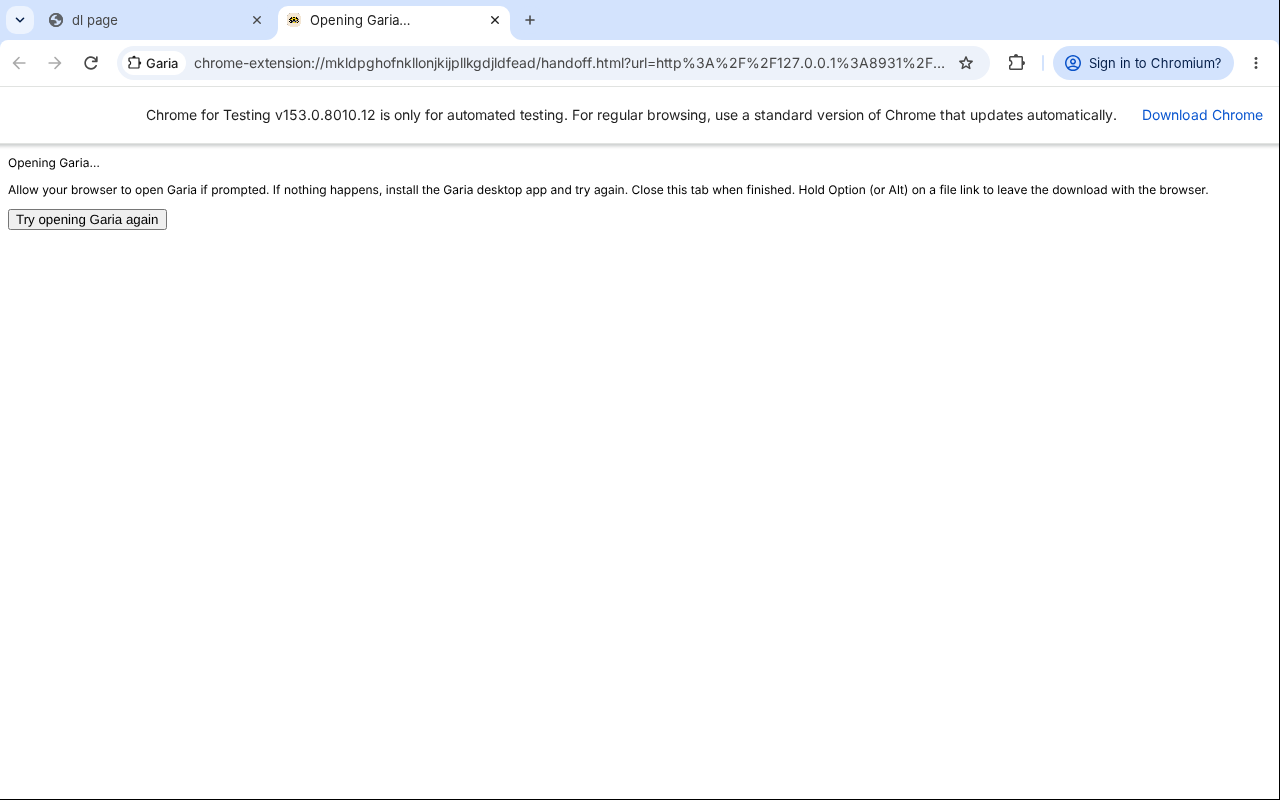 dl page
Opening Garia...
Garia
chrome-extension://mkldpghofnkllonjkijpllkgdjldfead/handoff.html?url=http%3A%2F%2F127.0.0.1%3A8931%2F...
Sign in to Chromium?
Chrome for Testing v153.0.8010.12 is only for automated testing. For regular browsing, use a standard version of Chrome that updates automatically.
Download Chrome
Opening Garia...
Allow your browser to open Garia if prompted. If nothing happens, install the Garia desktop app and try again. Close this tab when finished. Hold Option (or Alt) on a file link to leave the download with the browser.
Try opening Garia again